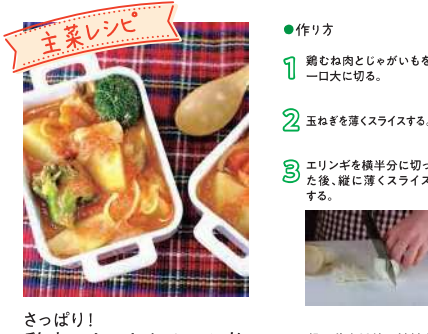 主菜レシピ
さっぱり!
●作り方
1 鶏むね肉とじゃがいもを
一口大に切る。
2 玉ねぎを薄くスライスする。
3 エリンギを横半分に切っ
た後、縦に薄くスライス
する。